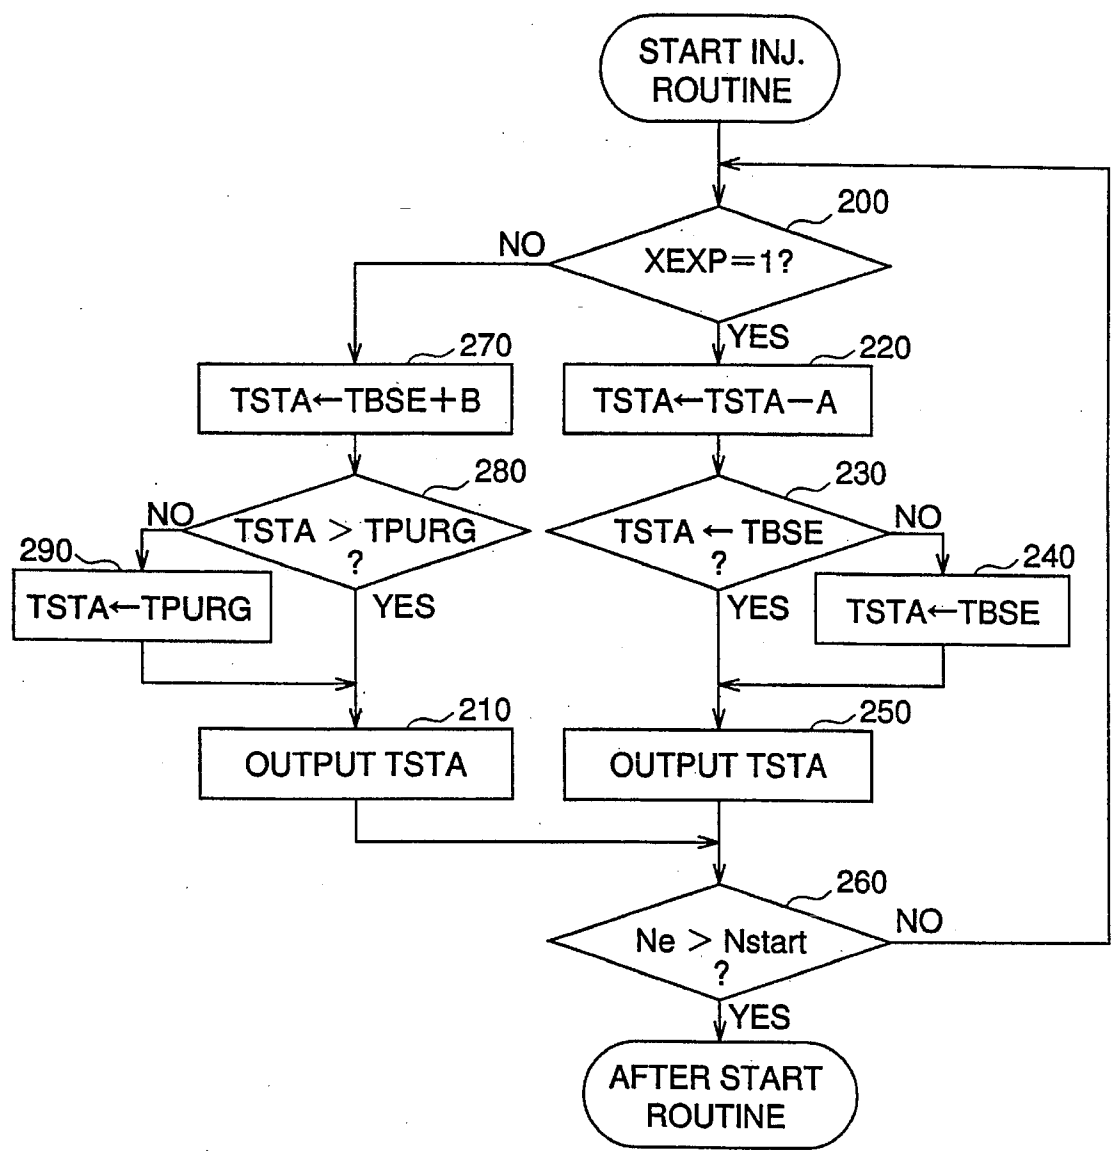 START INJ.
ROUTINE
200
XEXP=1?
NO
YES
270
TSTA←TBSE+B
220
TSTA←TSTA−A
280
TSTA > TPURG
?
NO
YES
230
TSTA ← TBSE
?
NO
YES
290
TSTA←TPURG
240
TSTA←TBSE
210
OUTPUT TSTA
250
OUTPUT TSTA
260
Ne > Nstart
?
NO
YES
AFTER START
ROUTINE